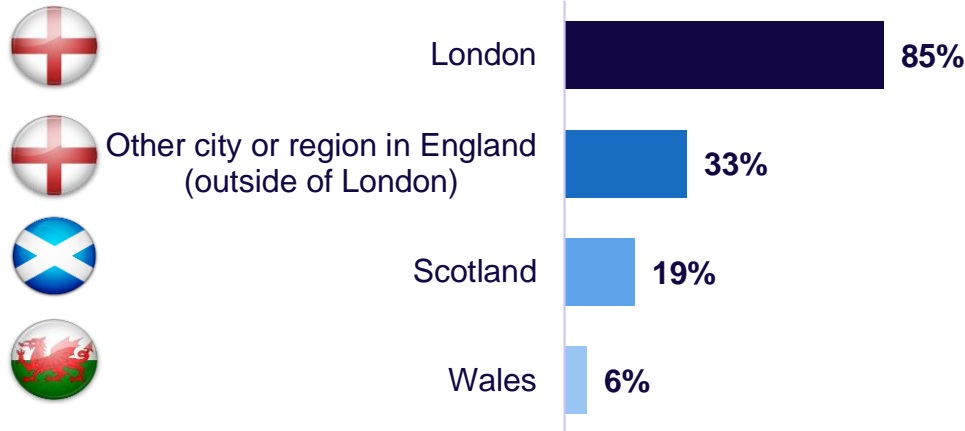 London
85%
Other city or region in England
(outside of London)
33%
Scotland
19%
Wales
6%